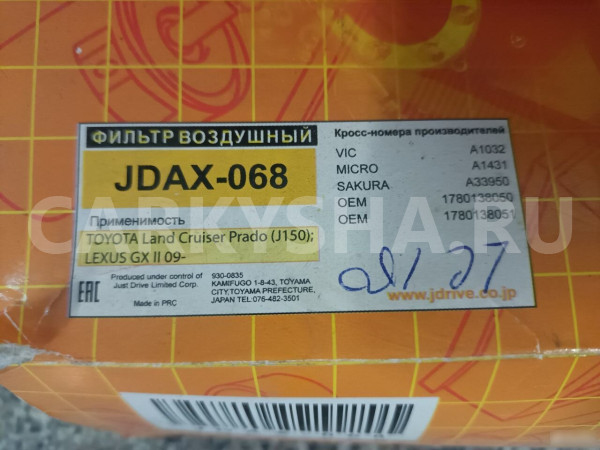 ФИЛЬТР ВОЗДУШНЫЙ
JDAX-068
Применимость
TOYOTA Land Cruiser Prado (J150);
LEXUS GX II 09-
EAC
Produced under control of
Just Drive Limited Corp.
Made in PRC
930-0835
KAMIFUGO 1-8-43, TOYAMA
CITY,TOYAMA PREFECTURE,
JAPAN TEL:076-482-3501
Кросс-номера производителей
VIC A1032
MICRO A1431
SAKURA A33950
OEM 1780138050
OEM 1780138051
www.jdrive.co.jp
CARKYSHA.RU